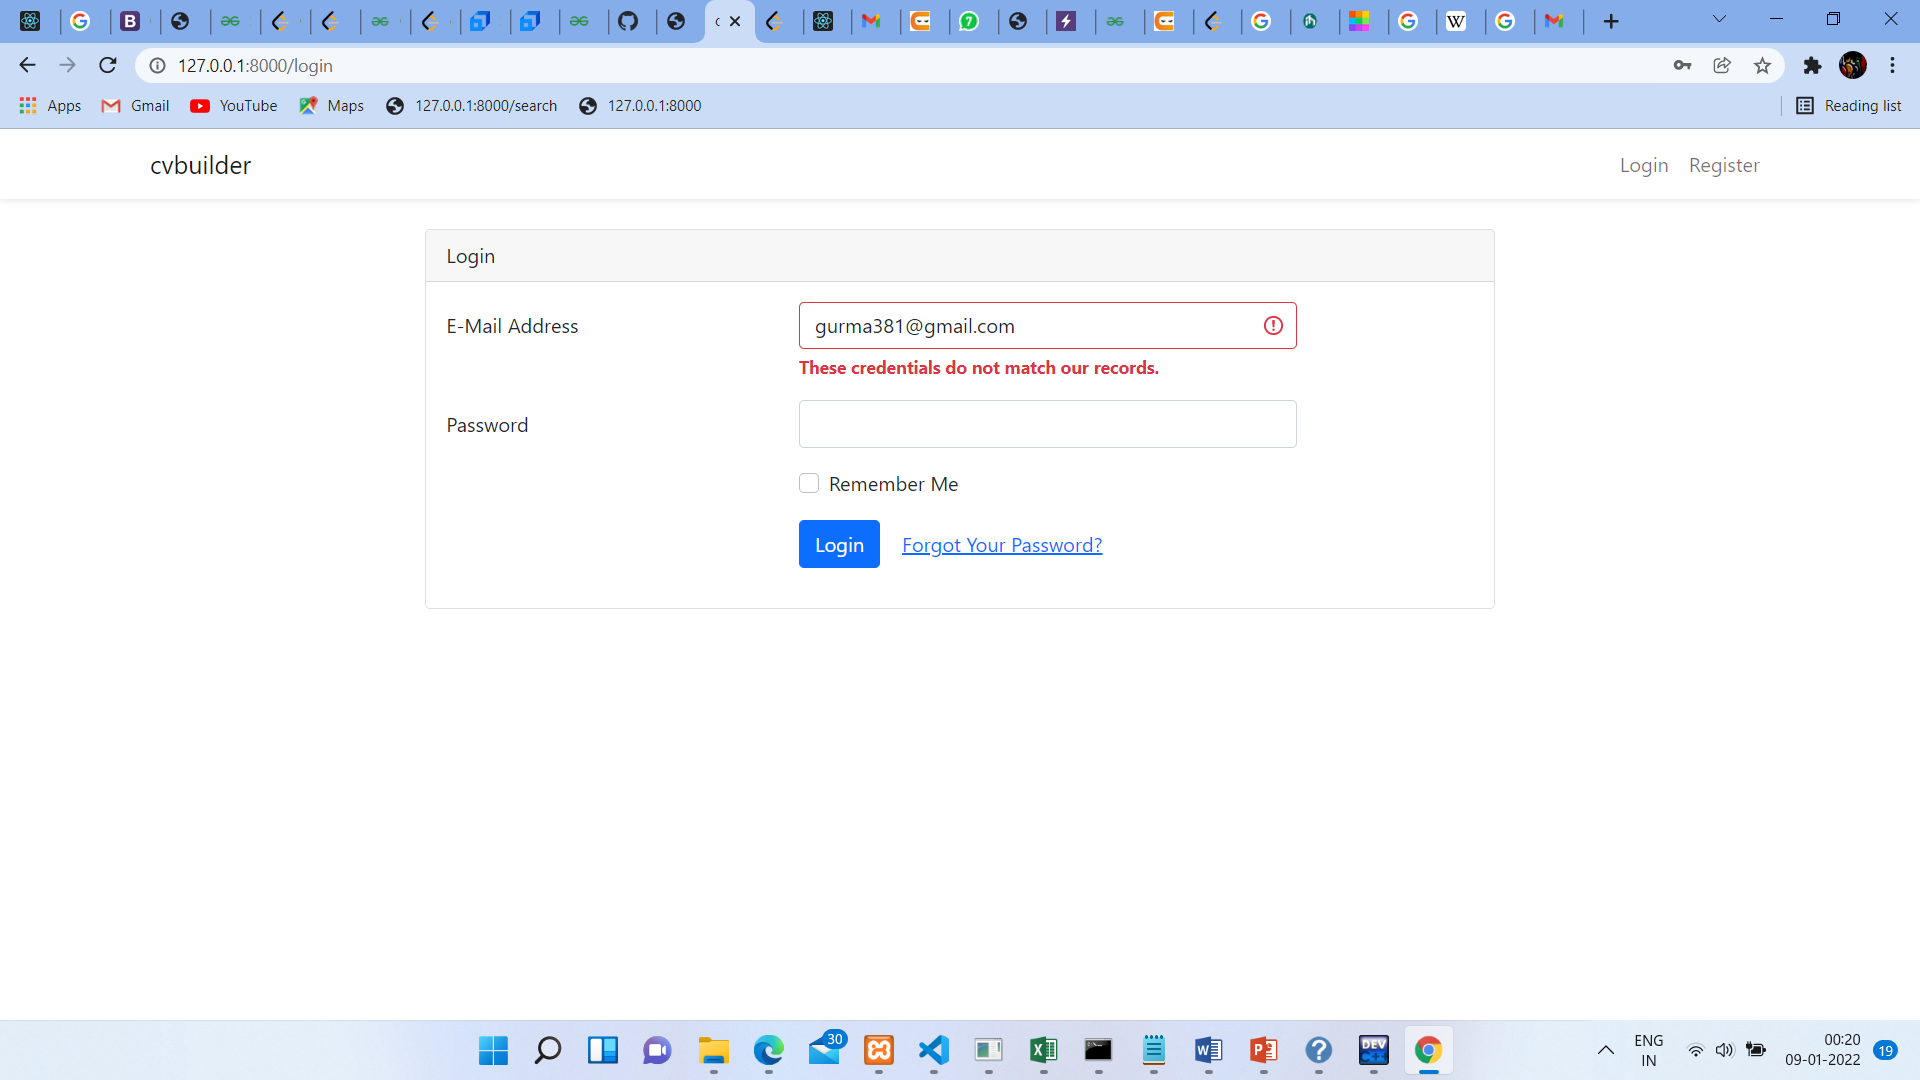 127.0.0.1:8000/login
Apps Gmail YouTube Maps 127.0.0.1:8000/search 127.0.0.1:8000 Reading list
cvbuilder Login Register
Login
E-Mail Address gurma381@gmail.com
These credentials do not match our records.
Password
Remember Me
Login Forgot Your Password?
30
ENG
IN
00:20
09-01-2022
19